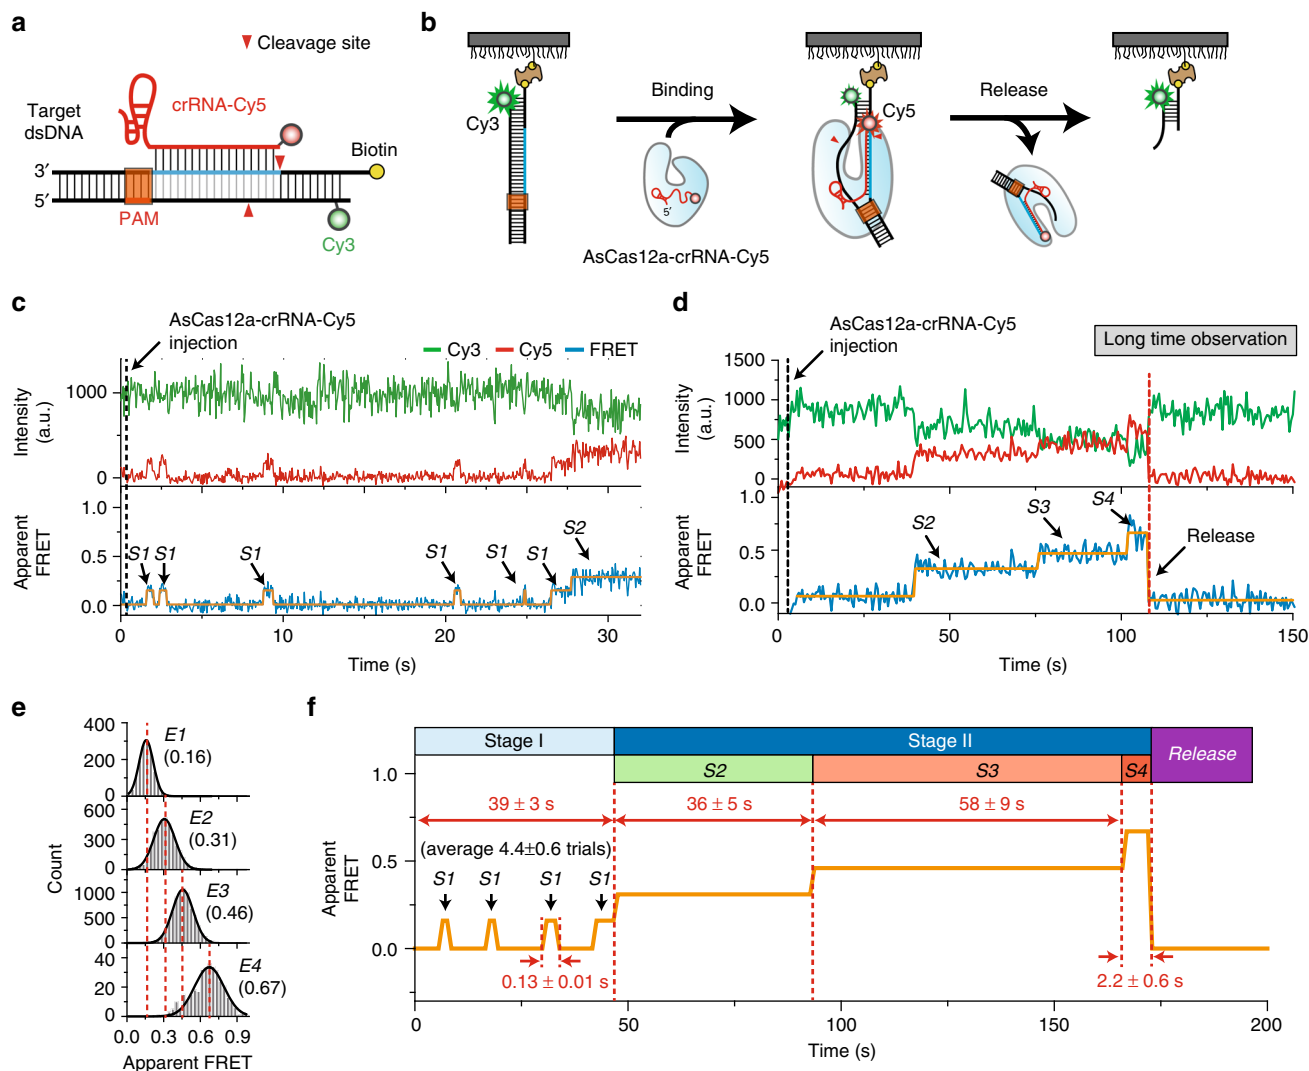 a
Cleavage site
Target
dsDNA
crRNA-Cy5
Biotin
3′
5′
PAM
Cy3
b
Cy3
Binding
5′
AsCas12a-crRNA-Cy5
Cy5
Release
c
AsCas12a-crRNA-Cy5
injection
Cy3 Cy5 FRET
Intensity
(a.u.)
1000
0
Apparent
FRET
1.0
0.5
0.0
S1 S1 S1 S1 S1 S1 S2
0 10 20 30
Time (s)
d
AsCas12a-crRNA-Cy5
injection
Long time observation
Intensity
(a.u.)
1500
1000
500
0
Apparent
FRET
1.0
0.5
0.0
S2 S3 S4
Release
0 50 100 150
Time (s)
e
Count
400
200
0
E1
(0.16)
600
300
0
E2
(0.31)
1000
500
0
E3
(0.46)
40
20
0
E4
(0.67)
0.0 0.3 0.6 0.9
Apparent FRET
f
Stage I Stage II Release
S2 S3 S4
39 ± 3 s 36 ± 5 s 58 ± 9 s
(average 4.4±0.6 trials)
S1 S1 S1 S1
0.13 ± 0.01 s 2.2 ± 0.6 s
Apparent
FRET
1.0
0.5
0.0
0 50 100 150 200
Time (s)